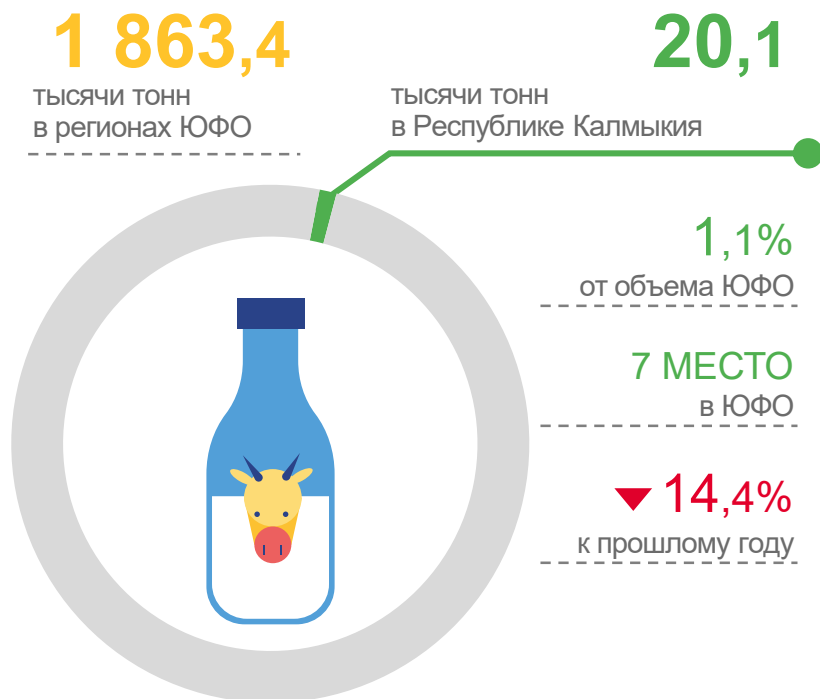 1 863,4
тысячи тонн
в регионах ЮФО
20,1
тысячи тонн
в Республике Калмыкия
1,1%
от объема ЮФО
7 МЕСТО
в ЮФО
14,4%
к прошлому году